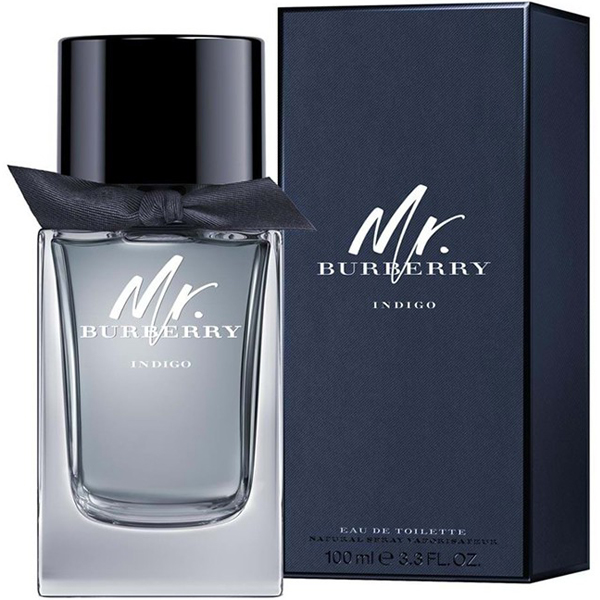 Mr.
BURBERRY
INDIGO
Mr.
BURBERRY
INDIGO
EAU DE TOILETTE
NATURAL SPRAY VAPORISATEUR
100 ml e 3.3 FL.OZ.